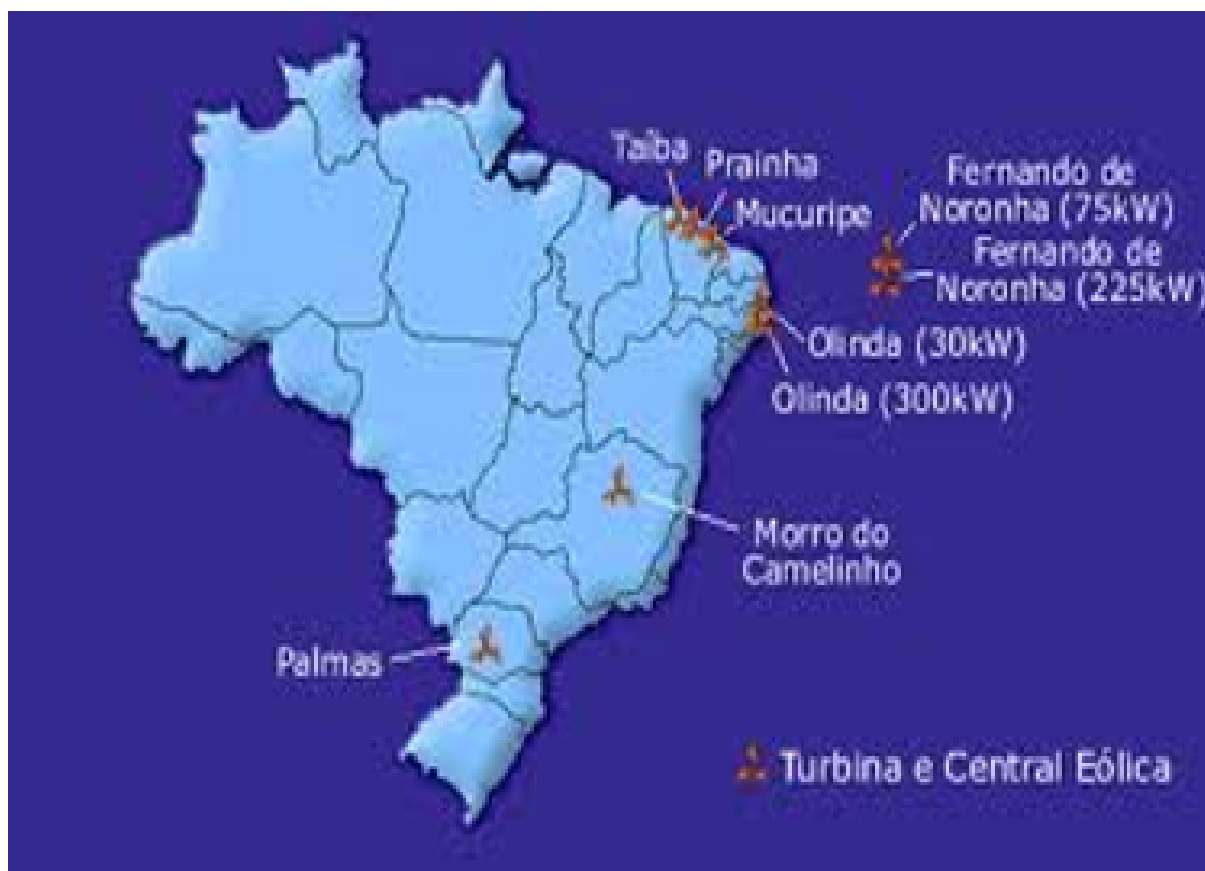 Taíba
Prainha
Mucuripe
Fernando de
Noronha (75kW)
Fernando de
Noronha (225kW)
Olinda (30kW)
Olinda (300kW)
Morro do
Camelinho
Palmas
Turbina e Central Eólica